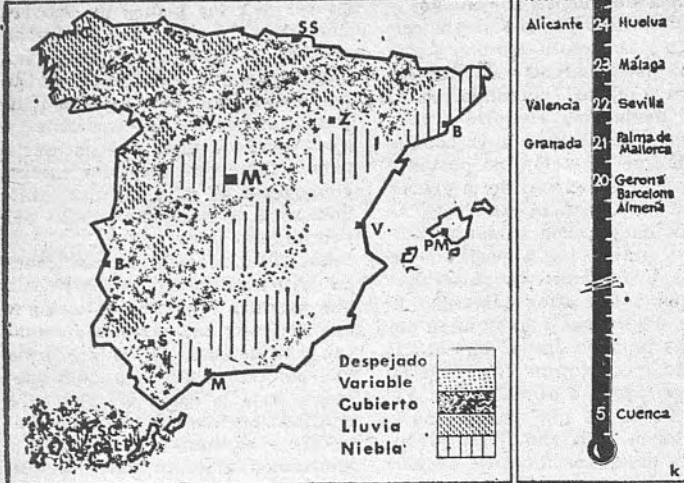 SS
C
G
V
Z
B
M
V
PM
B
S
M
SC
LP
Despejado
Variable
Cubierto
Lluvia
Niebla
Alicante 24 Huelva
23 Málaga
Valencia 22 Sevilla
Granada 21 Palma de
Mallorca
20 Gerona
Barcelona
Almería
5 Cuenca
k